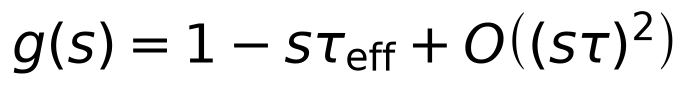 g(s) = 1 − sτ_eff + O((sτ)²)